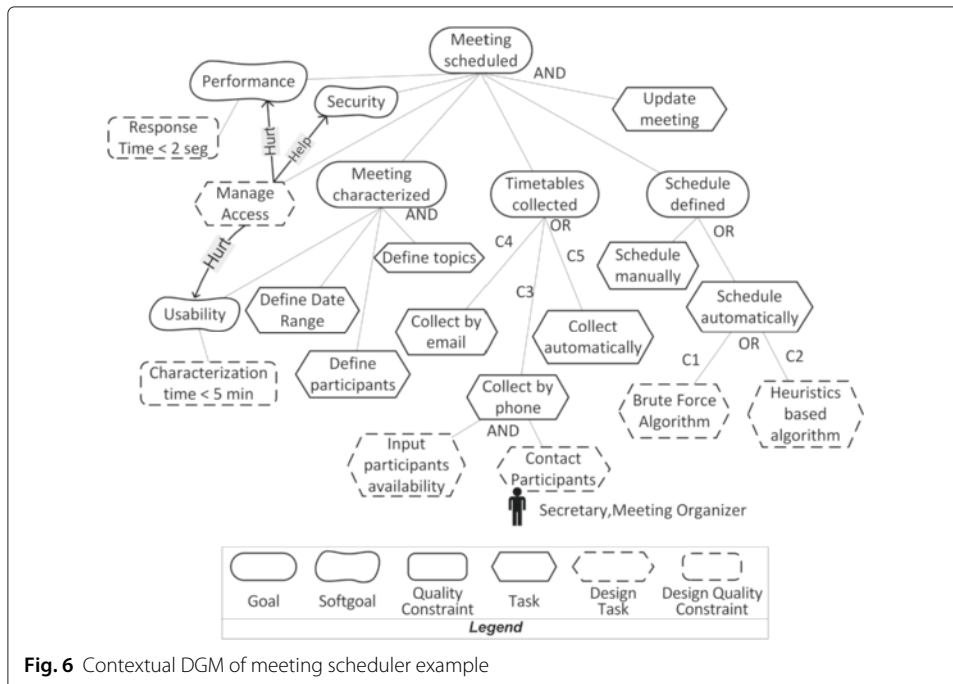 Meeting
scheduled
AND
Performance
Security
Update
meeting
Response
Time < 2 seg
Hurt
Help
Manage
Access
Meeting
characterized
AND
Timetables
collected
OR
Schedule
defined
OR
Hurt
Define topics
C4
C5
C3
Schedule
manually
Usability
Define Date
Range
Collect by
email
Collect
automatically
Schedule
automatically
OR
C1
C2
Characterization
time < 5 min
Define
participants
Collect by
phone
AND
Brute Force
Algorithm
Heuristics
based
algorithm
Input
participants
availability
Contact
Participants
Secretary,Meeting Organizer
Goal
Softgoal
Quality
Constraint
Task
Design
Task
Design Quality
Constraint
Legend
Fig. 6 Contextual DGM of meeting scheduler example